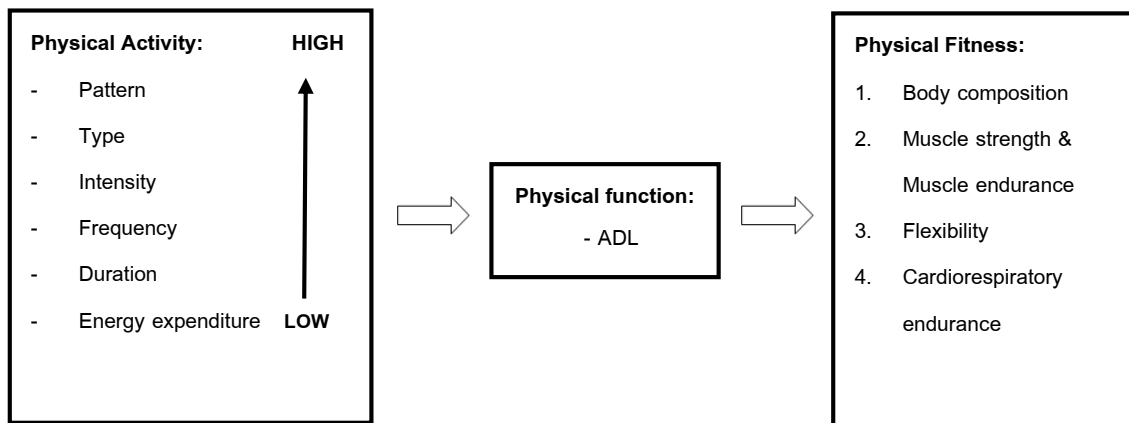 Physical Activity: HIGH
- Pattern
- Type
- Intensity
- Frequency
- Duration
- Energy expenditure LOW
Physical function:
- ADL
Physical Fitness:
1. Body composition
2. Muscle strength &
Muscle endurance
3. Flexibility
4. Cardiorespiratory
endurance